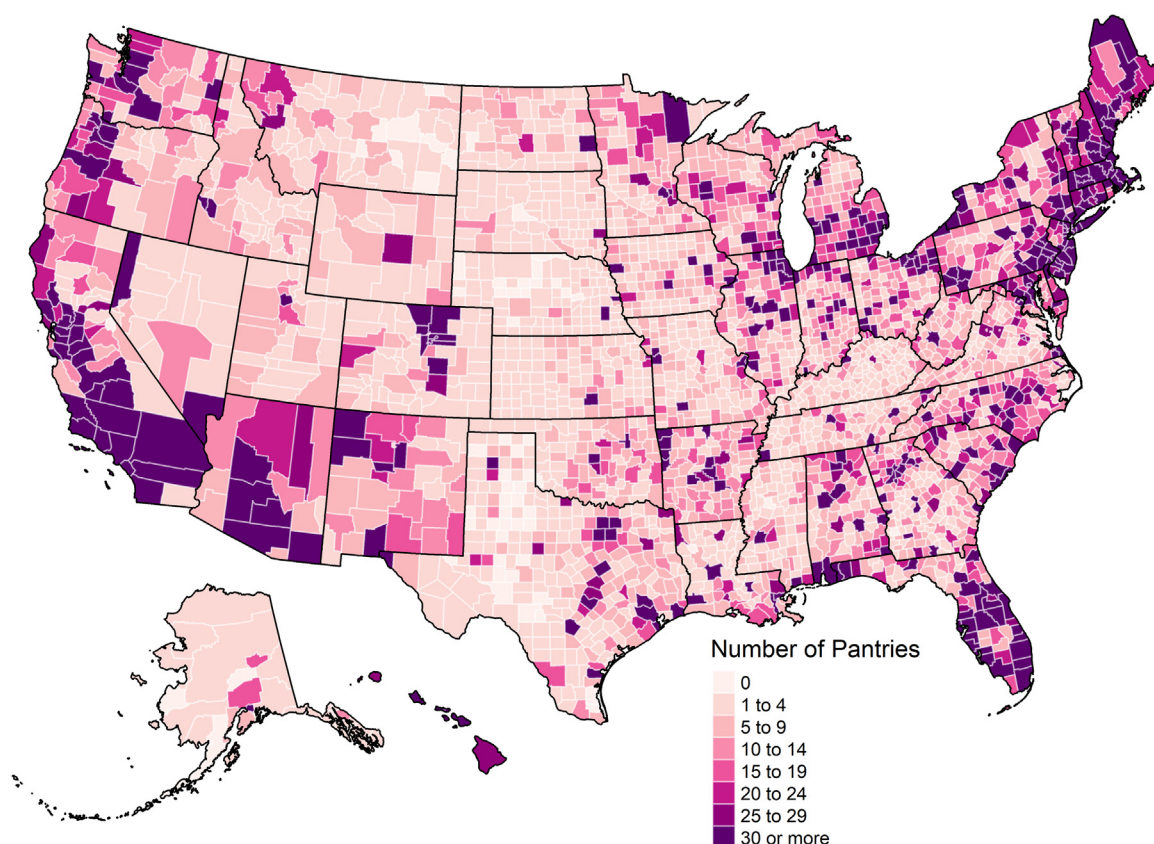 Number of Pantries
0
1 to 4
5 to 9
10 to 14
15 to 19
20 to 24
25 to 29
30 or more